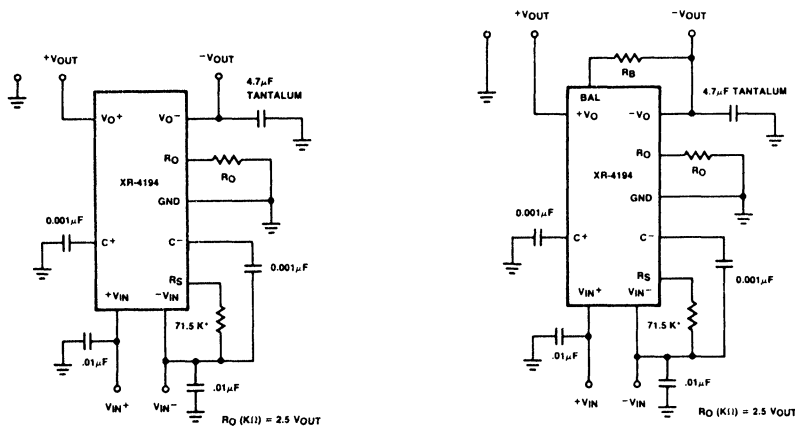 +VOUT
-VOUT
4.7µF
TANTALUM
VO+
VO-
RO
RO
XR-4194
GND
0.001µF
C+
C-
0.001µF
RS
+VIN
-VIN
71.5 K*
.01µF
.01µF
VIN+
VIN-
RO (KΩ) = 2.5 VOUT
+VOUT
-VOUT
RB
BAL
4.7µF TANTALUM
+VO
-VO
RO
RO
XR-4194
GND
0.001µF
C+
C-
0.001µF
RS
VIN+
VIN-
71.5 K*
.01µF
.01µF
+VIN
-VIN
RO (KΩ) = 2.5 VOUT